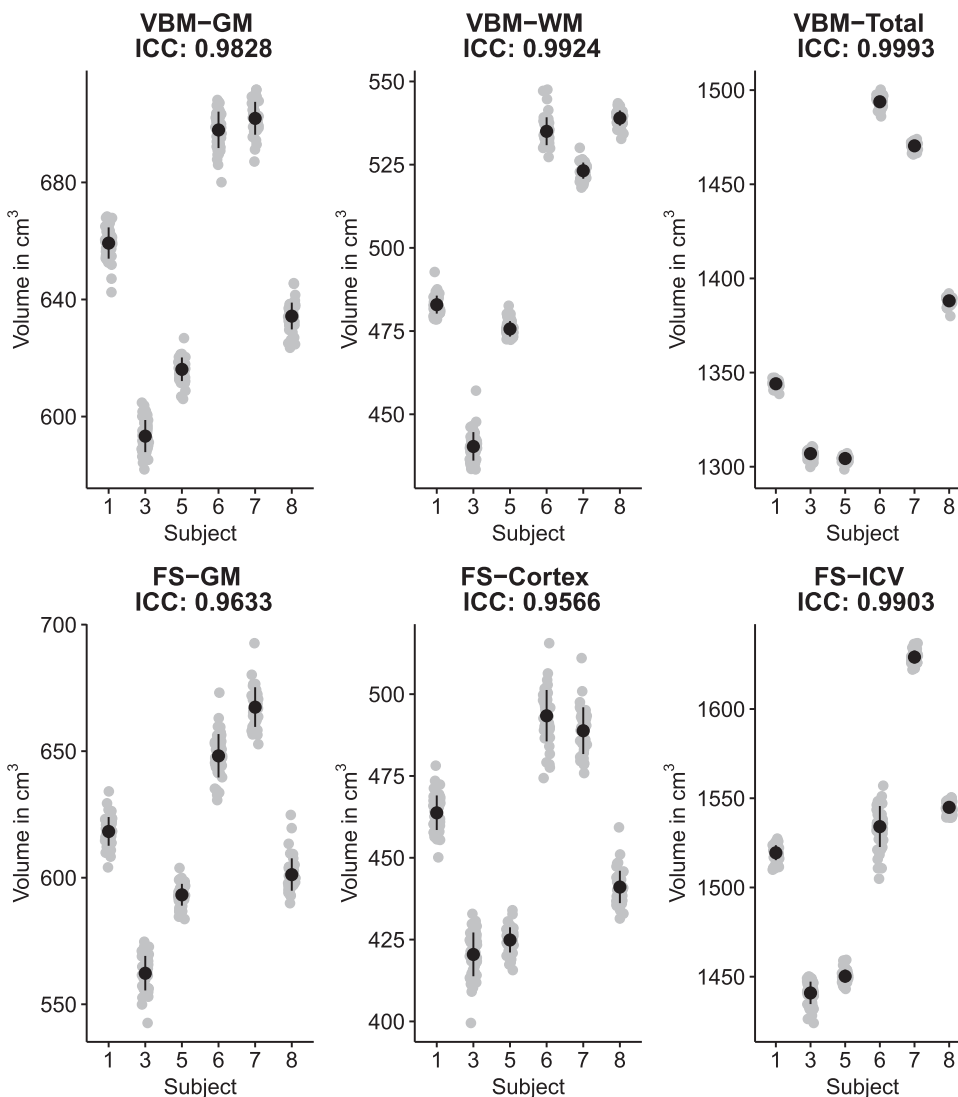 VBM−GM
ICC: 0.9828
VBM−WM
ICC: 0.9924
VBM−Total
ICC: 0.9993
Volume in cm³
680
640
600
1 3 5 6 7 8
Subject
Volume in cm³
550
525
500
475
450
1 3 5 6 7 8
Subject
Volume in cm³
1500
1450
1400
1350
1300
1 3 5 6 7 8
Subject
FS−GM
ICC: 0.9633
FS−Cortex
ICC: 0.9566
FS−ICV
ICC: 0.9903
Volume in cm³
700
650
600
550
1 3 5 6 7 8
Subject
Volume in cm³
500
475
450
425
400
1 3 5 6 7 8
Subject
Volume in cm³
1600
1550
1500
1450
1 3 5 6 7 8
Subject